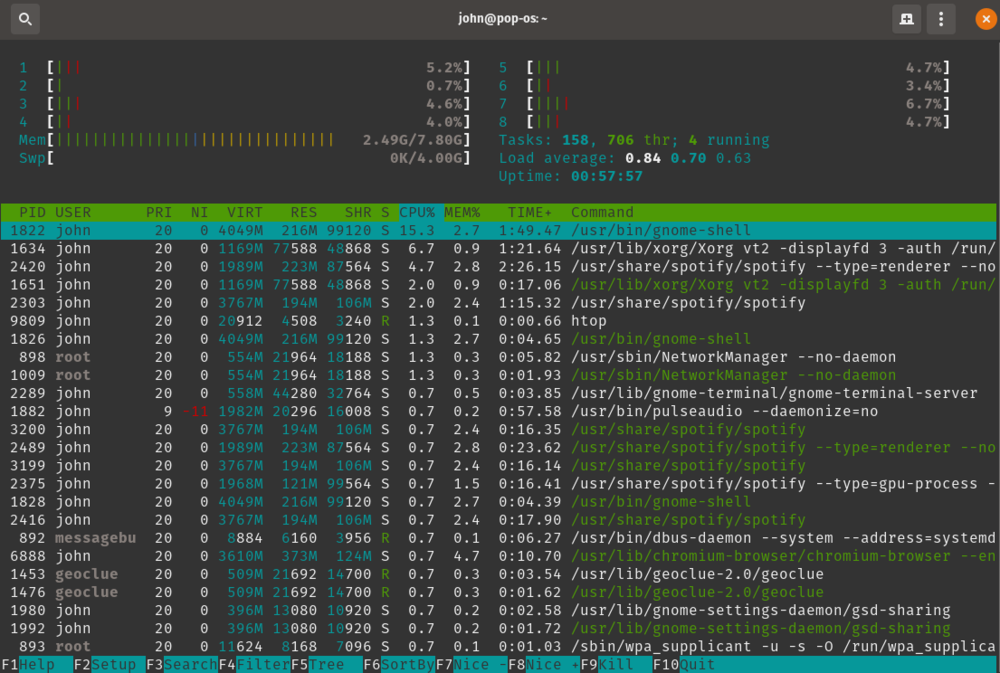 john@pop-os: ~
1 [||| 5.2%] 5 [||| 4.7%]
2 [| 0.7%] 6 [|| 3.4%]
3 [||| 4.6%] 7 [|||| 6.7%]
4 [|| 4.0%] 8 [||| 4.7%]
Mem[||||||||||||||||||||||||||||||| 2.49G/7.80G] Tasks: 158, 706 thr; 4 running
Swp[ 0K/4.00G] Load average: 0.84 0.70 0.63
Uptime: 00:57:57
PID USER PRI NI VIRT RES SHR S CPU% MEM% TIME+ Command
1822 john 20 0 4049M 216M 99120 S 15.3 2.7 1:49.47 /usr/bin/gnome-shell
1634 john 20 0 1169M 77588 48868 S 6.7 0.9 1:21.64 /usr/lib/xorg/Xorg vt2 -displayfd 3 -auth /run/
2420 john 20 0 1989M 223M 87564 S 4.7 2.8 2:26.15 /usr/share/spotify/spotify --type=renderer --no
1651 john 20 0 1169M 77588 48868 S 2.0 0.9 0:17.06 /usr/lib/xorg/Xorg vt2 -displayfd 3 -auth /run/
2303 john 20 0 3767M 194M 106M S 2.0 2.4 1:15.32 /usr/share/spotify/spotify
9809 john 20 0 20912 4508 3240 R 1.3 0.1 0:00.66 htop
1826 john 20 0 4049M 216M 99120 S 1.3 2.7 0:04.65 /usr/bin/gnome-shell
898 root 20 0 554M 21964 18188 S 1.3 0.3 0:05.82 /usr/sbin/NetworkManager --no-daemon
1009 root 20 0 554M 21964 18188 S 1.3 0.3 0:01.93 /usr/sbin/NetworkManager --no-daemon
2289 john 20 0 558M 44280 32764 S 0.7 0.5 0:03.85 /usr/lib/gnome-terminal/gnome-terminal-server
1882 john 9 -11 1982M 20296 16008 S 0.7 0.2 0:57.58 /usr/bin/pulseaudio --daemonize=no
3200 john 20 0 3767M 194M 106M S 0.7 2.4 0:16.35 /usr/share/spotify/spotify
2489 john 20 0 1989M 223M 87564 S 0.7 2.8 0:23.62 /usr/share/spotify/spotify --type=renderer --no
3199 john 20 0 3767M 194M 106M S 0.7 2.4 0:16.14 /usr/share/spotify/spotify
2375 john 20 0 1968M 121M 99564 S 0.7 1.5 0:16.41 /usr/share/spotify/spotify --type=gpu-process -
1828 john 20 0 4049M 216M 99120 S 0.7 2.7 0:04.39 /usr/bin/gnome-shell
2416 john 20 0 3767M 194M 106M S 0.7 2.4 0:17.90 /usr/share/spotify/spotify
892 messagebu 20 0 8884 6160 3956 R 0.7 0.1 0:06.27 /usr/bin/dbus-daemon --system --address=systemd
6888 john 20 0 3610M 373M 124M S 0.7 4.7 0:10.70 /usr/lib/chromium-browser/chromium-browser --en
1453 geoclue 20 0 509M 21692 14700 R 0.7 0.3 0:03.54 /usr/lib/geoclue-2.0/geoclue
1476 geoclue 20 0 509M 21692 14700 R 0.7 0.3 0:01.62 /usr/lib/geoclue-2.0/geoclue
1980 john 20 0 396M 13080 10920 S 0.7 0.2 0:02.58 /usr/lib/gnome-settings-daemon/gsd-sharing
1992 john 20 0 396M 13080 10920 S 0.7 0.2 0:01.72 /usr/lib/gnome-settings-daemon/gsd-sharing
893 root 20 0 11624 8168 7096 S 0.7 0.1 0:01.03 /sbin/wpa_supplicant -u -s -O /run/wpa_supplica
F1Help F2Setup F3SearchF4FilterF5Tree F6SortByF7Nice -F8Nice +F9Kill F10Quit